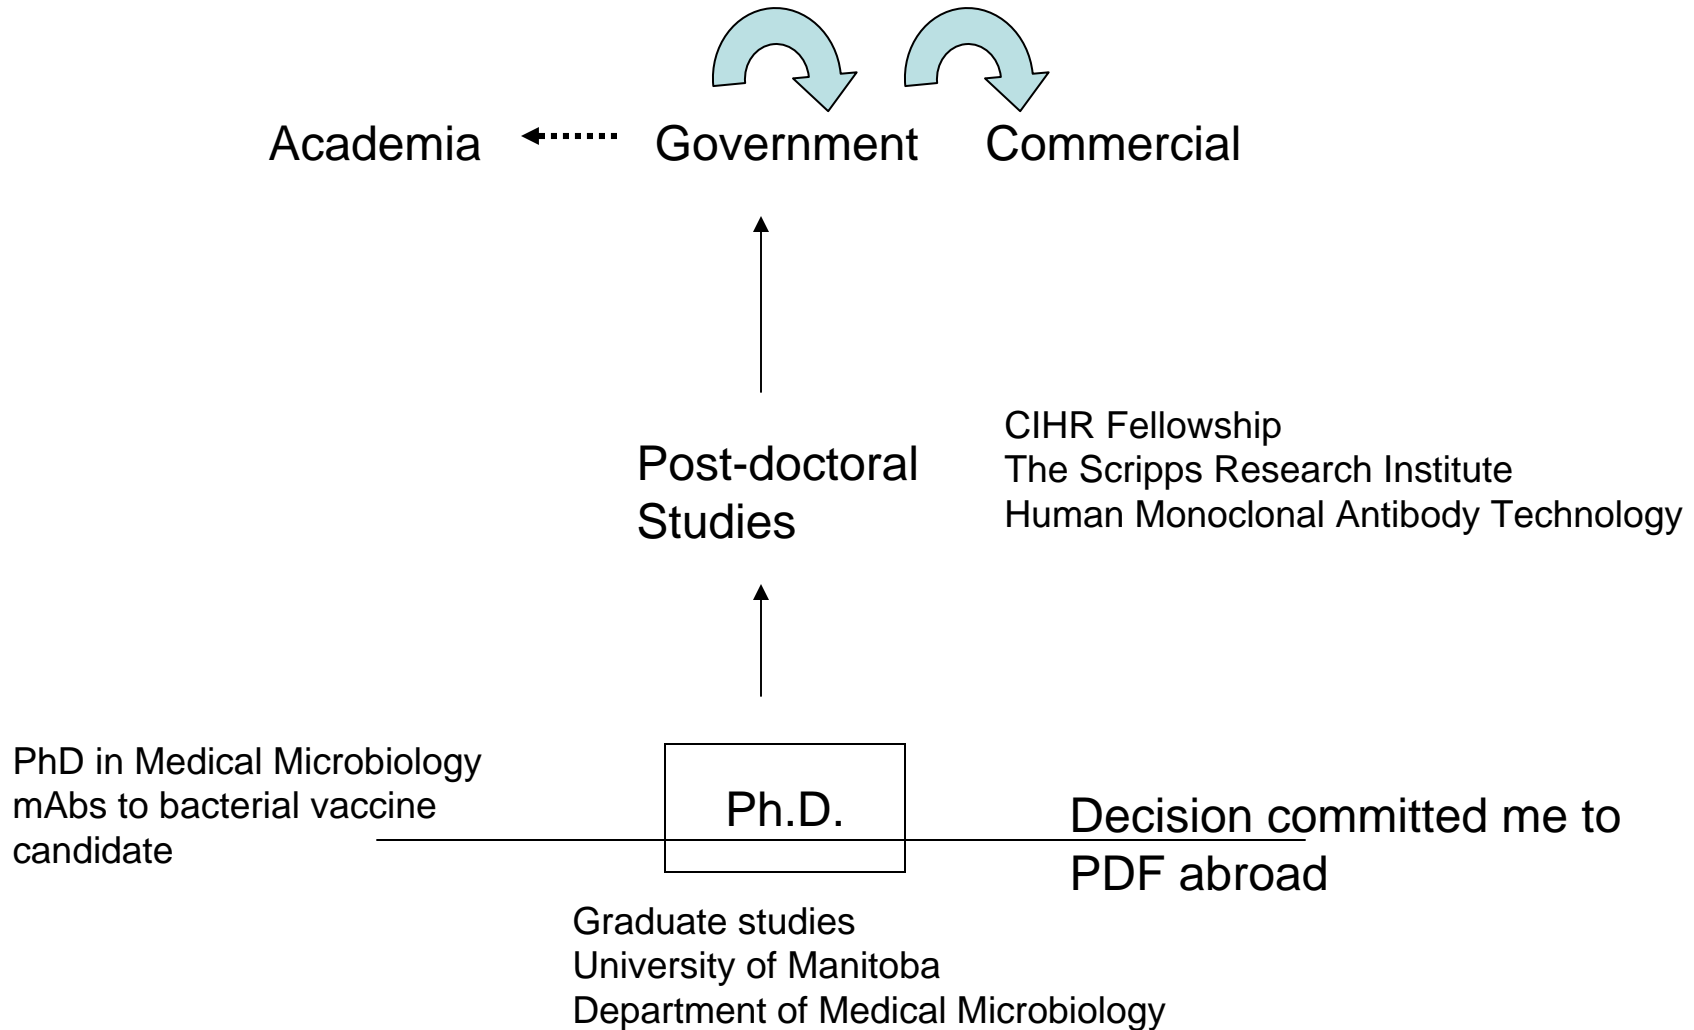 Academia
Government
Commercial
Post-doctoral
Studies
CIHR Fellowship
The Scripps Research Institute
Human Monoclonal Antibody Technology
PhD in Medical Microbiology
mAbs to bacterial vaccine
candidate
Ph.D.
Decision committed me to
PDF abroad
Graduate studies
University of Manitoba
Department of Medical Microbiology